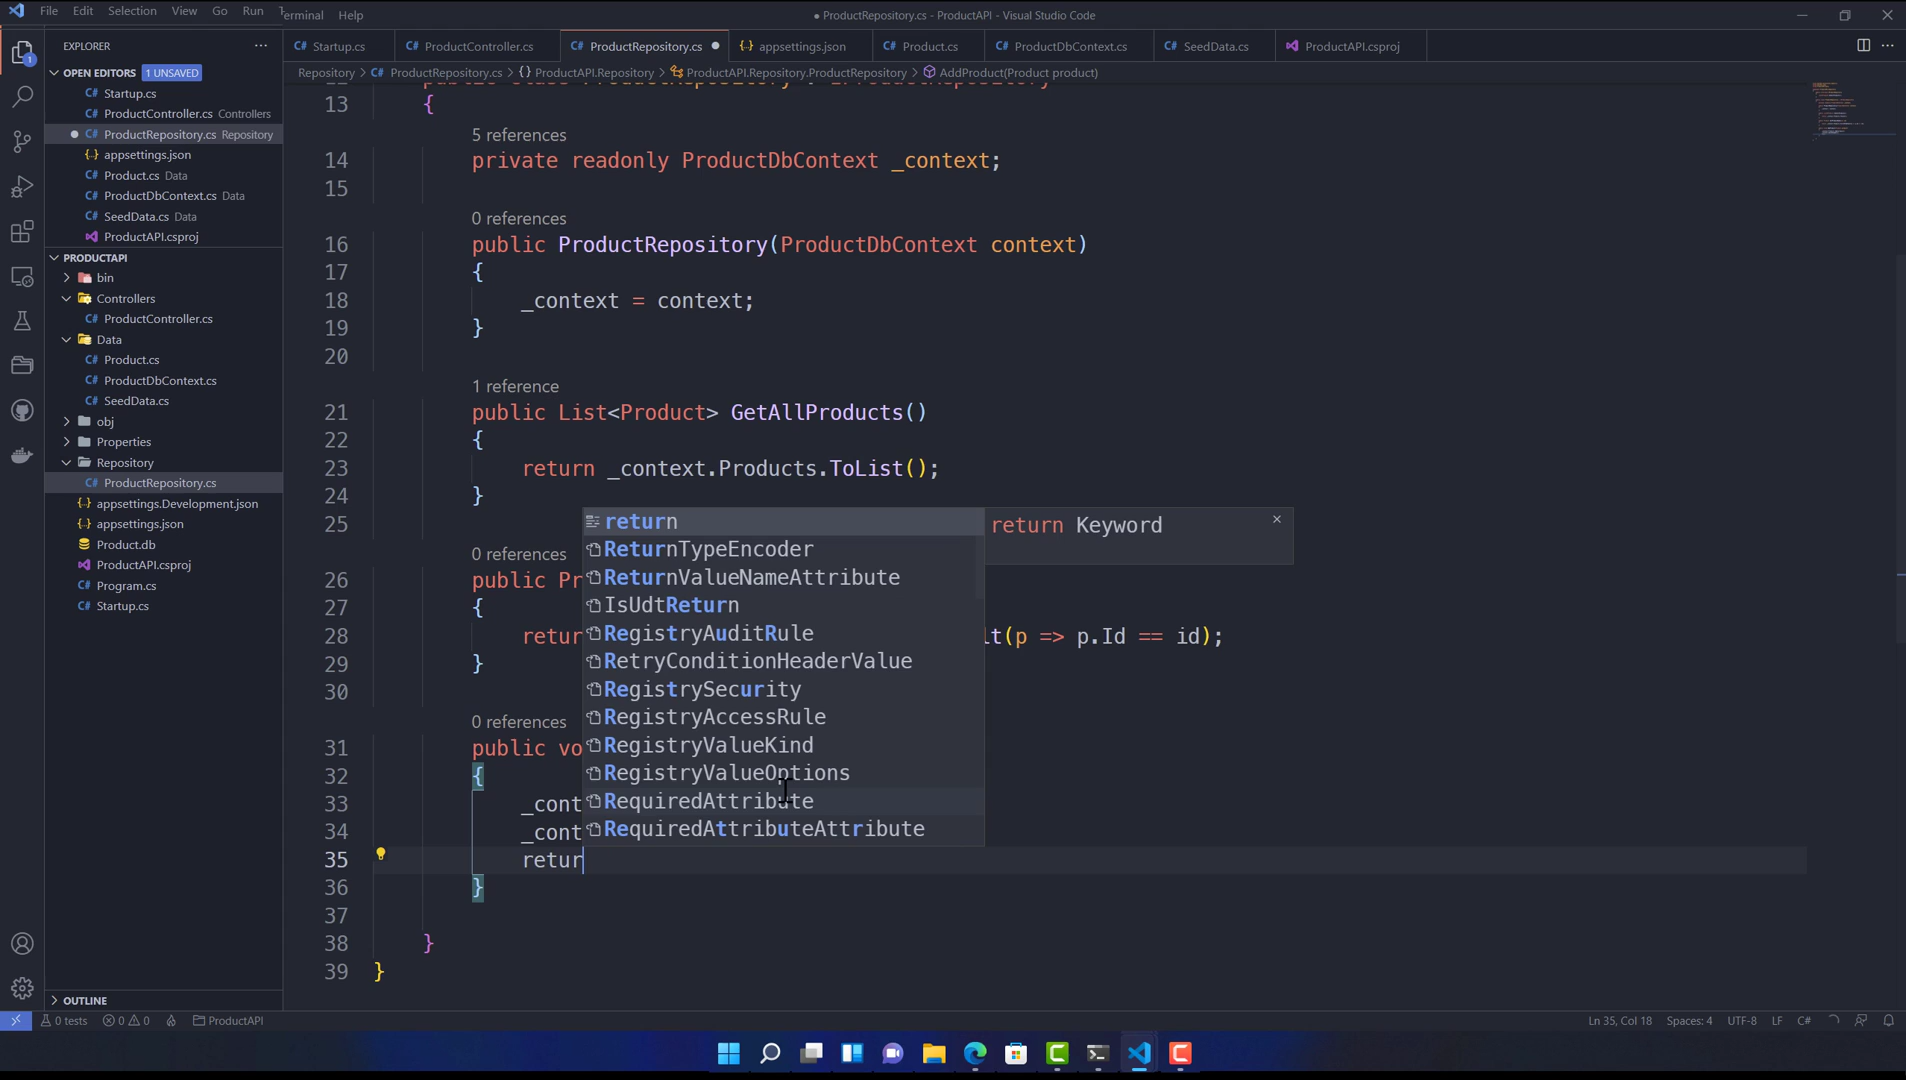 File Edit Selection View Go Run Terminal Help
ProductRepository.cs - ProductAPI - Visual Studio Code
EXPLORER
Startup.cs ProductController.cs ProductRepository.cs appsettings.json Product.cs ProductDbContext.cs SeedData.cs ProductAPI.csproj
Repository > ProductRepository.cs > ProductAPI.Repository > ProductAPI.Repository.ProductRepository > AddProduct(Product product)
OPEN EDITORS 1 UNSAVED
Startup.cs
ProductController.cs Controllers
ProductRepository.cs Repository
appsettings.json
Product.cs Data
ProductDbContext.cs Data
SeedData.cs Data
ProductAPI.csproj
PRODUCTAPI
bin
Controllers
ProductController.cs
Data
Product.cs
ProductDbContext.cs
SeedData.cs
obj
Properties
Repository
ProductRepository.cs
appsettings.Development.json
appsettings.json
Product.db
ProductAPI.csproj
Program.cs
Startup.cs
OUTLINE
12 public class ProductRepository : IProductRepository
13 {
5 references
14 private readonly ProductDbContext _context;
15
0 references
16 public ProductRepository(ProductDbContext context)
17 {
18 _context = context;
19 }
20
1 reference
21 public List<Product> GetAllProducts()
22 {
23 return _context.Products.ToList();
24 }
25
0 references
26 public Pr
27 {
28 retur lt(p => p.Id == id);
29 }
30
0 references
31 public vo
32 {
33 _cont
34 _cont
35 retur
36 }
37
38 }
39 }
return
ReturnTypeEncoder
ReturnValueNameAttribute
IsUdtReturn
RegistryAuditRule
RetryConditionHeaderValue
RegistrySecurity
RegistryAccessRule
RegistryValueKind
RegistryValueOptions
RequiredAttribute
RequiredAttributeAttribute
return Keyword
0 tests 0 0 ProductAPI
Ln 35, Col 18 Spaces: 4 UTF-8 LF C#